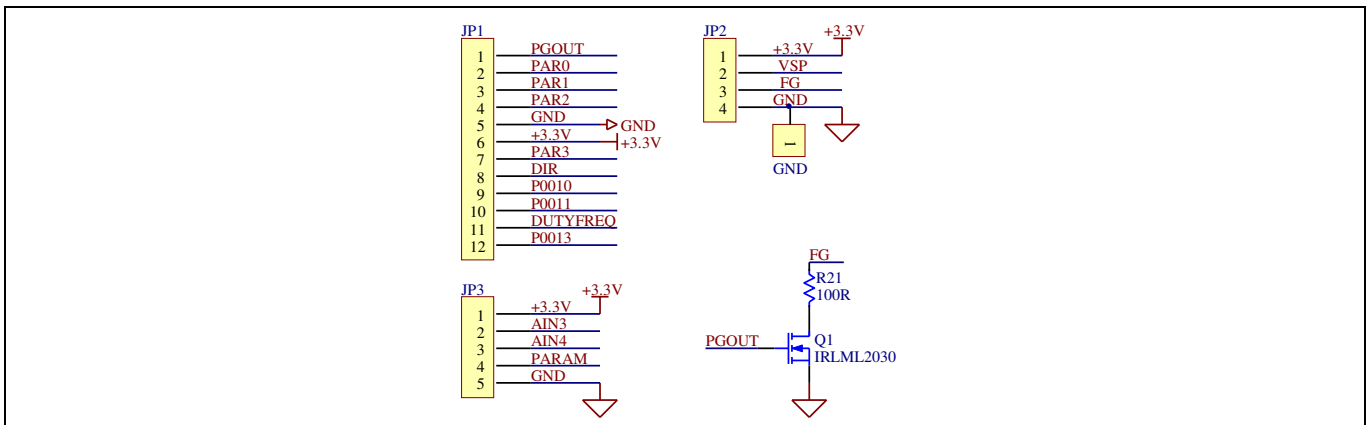 JP1
1 PGOUT
2 PAR0
3 PAR1
4 PAR2
5 GND GND
6 +3.3V +3.3V
7 PAR3
8 DIR
9 P0010
10 P0011
11 DUTYFREQ
12 P0013
JP2
+3.3V
1 +3.3V
2 VSP
3 FG
4 GND
1
GND
JP3
+3.3V
1 +3.3V
2 AIN3
3 AIN4
4 PARAM
5 GND
FG
R21
100R
PGOUT
Q1
IRLML2030